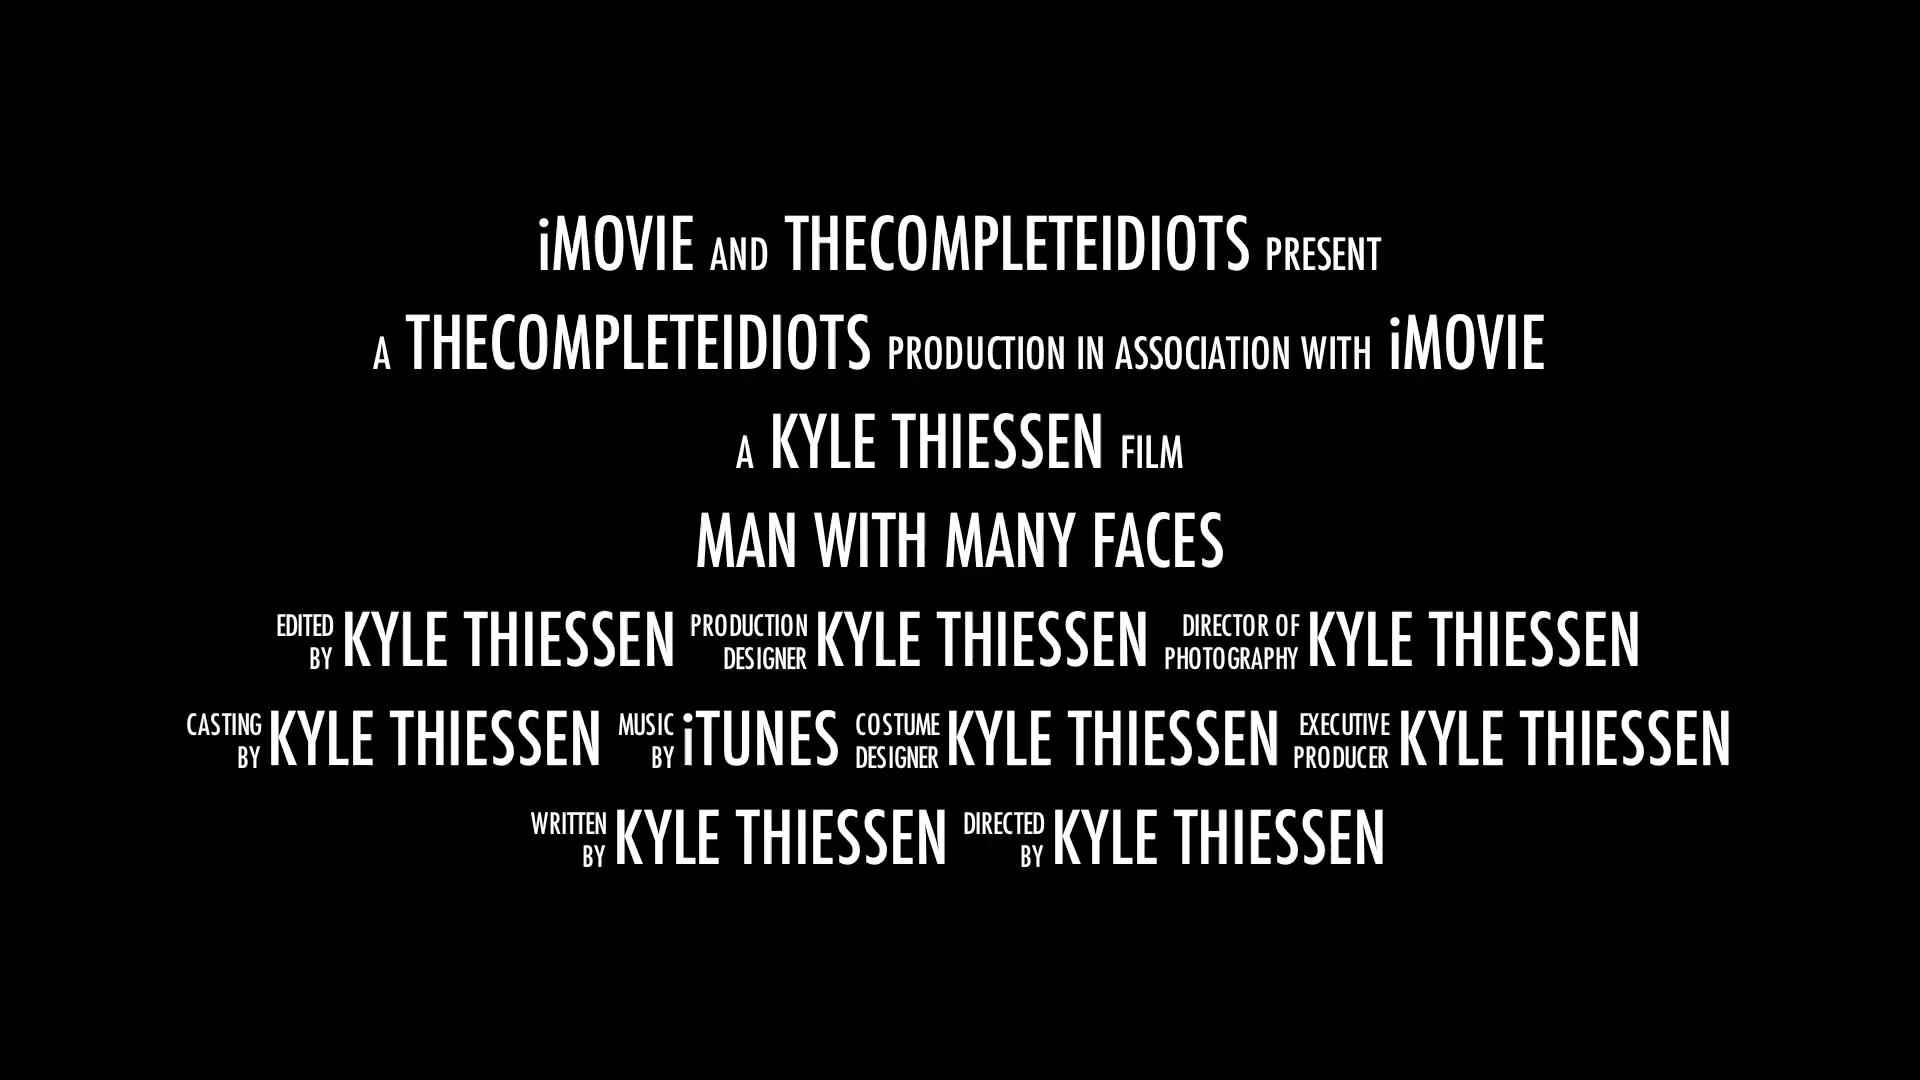 iMOVIE AND THECOMPLETEIDIOTS PRESENT
A THECOMPLETEIDIOTS PRODUCTION IN ASSOCIATION WITH iMOVIE
A KYLE THIESSEN FILM
MAN WITH MANY FACES
EDITED BY KYLE THIESSEN PRODUCTION DESIGNER KYLE THIESSEN DIRECTOR OF PHOTOGRAPHY KYLE THIESSEN
CASTING BY KYLE THIESSEN MUSIC BY iTUNES COSTUME DESIGNER KYLE THIESSEN EXECUTIVE PRODUCER KYLE THIESSEN
WRITTEN BY KYLE THIESSEN DIRECTED BY KYLE THIESSEN